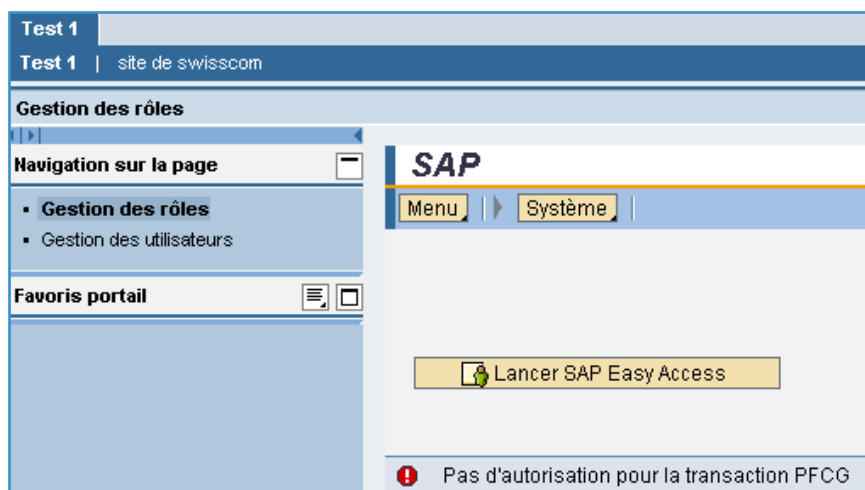 Test 1
Test 1 | site de swisscom
Gestion des rôles
Navigation sur la page
Gestion des rôles
Gestion des utilisateurs
Favoris portail
SAP
Menu Système
Lancer SAP Easy Access
Pas d'autorisation pour la transaction PFCG